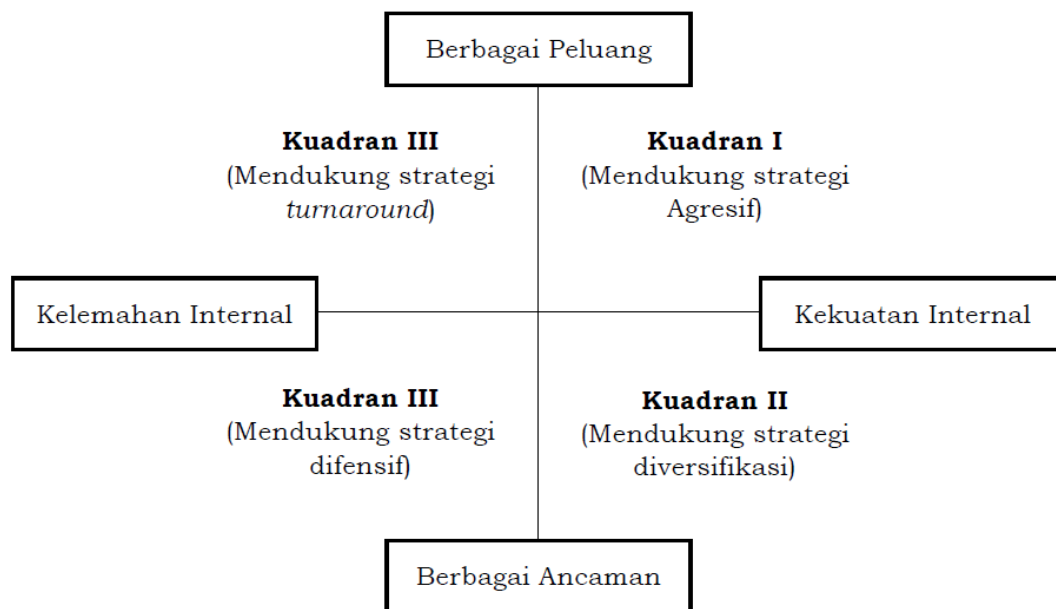 Berbagai Peluang
Kuadran III
(Mendukung strategi
turnaround)
Kuadran I
(Mendukung strategi
Agresif)
Kelemahan Internal
Kekuatan Internal
Kuadran III
(Mendukung strategi
difensif)
Kuadran II
(Mendukung strategi
diversifikasi)
Berbagai Ancaman